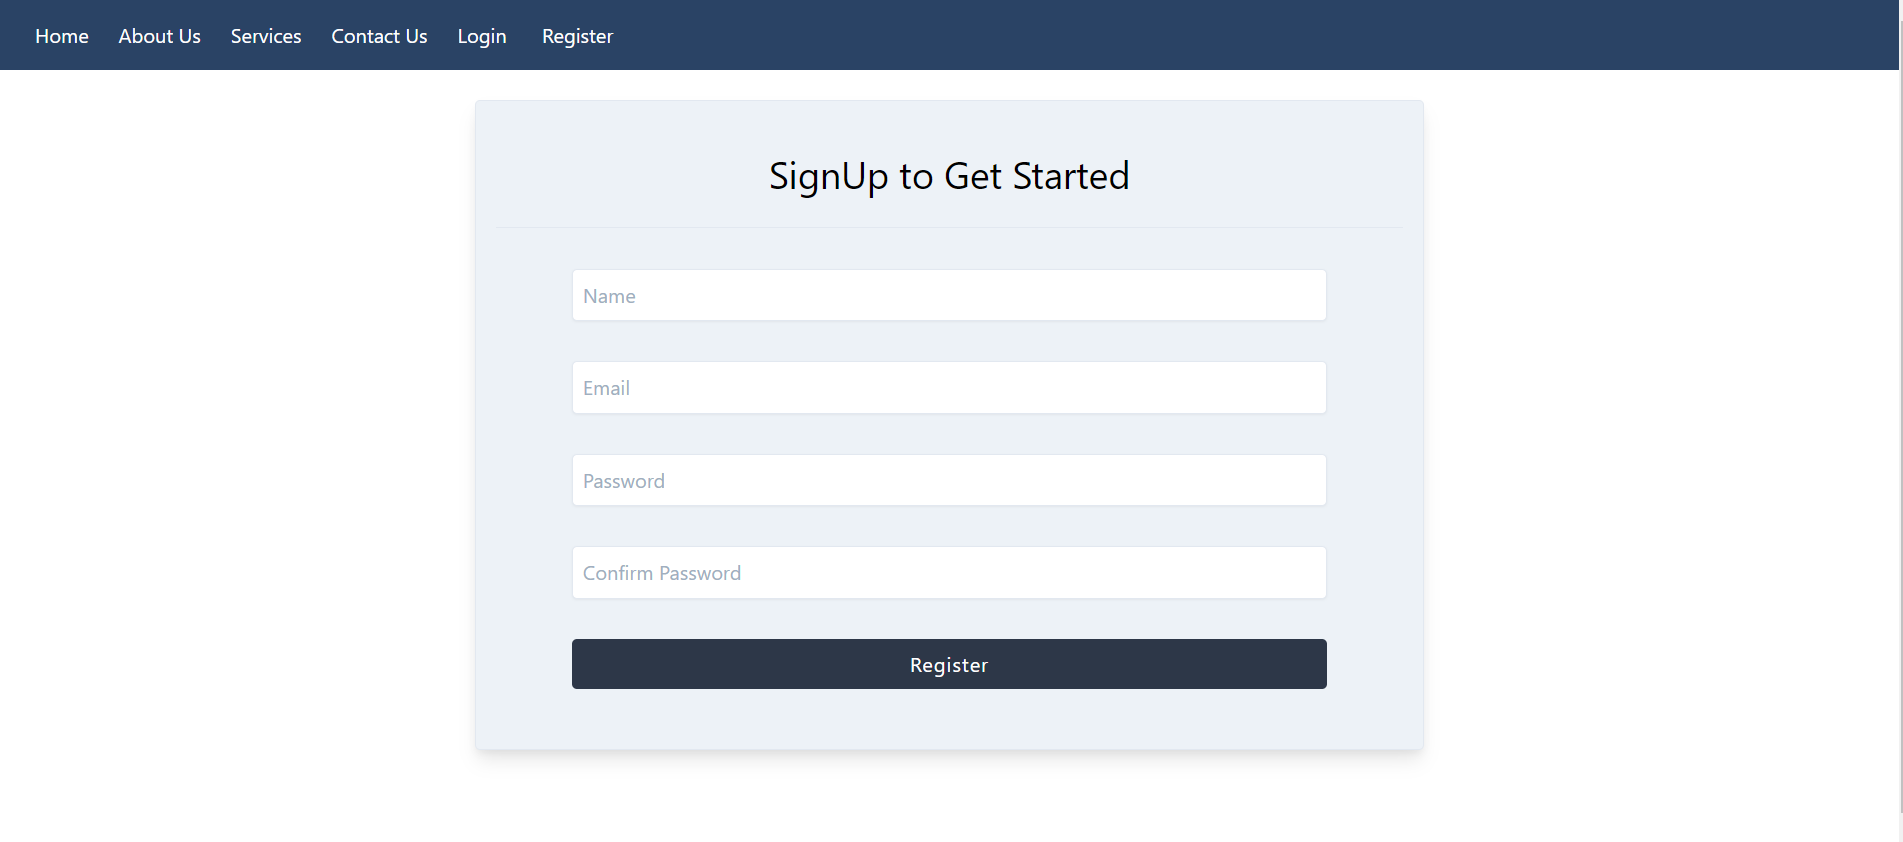 Home About Us Services Contact Us Login Register
SignUp to Get Started
Name
Email
Password
Confirm Password
Register